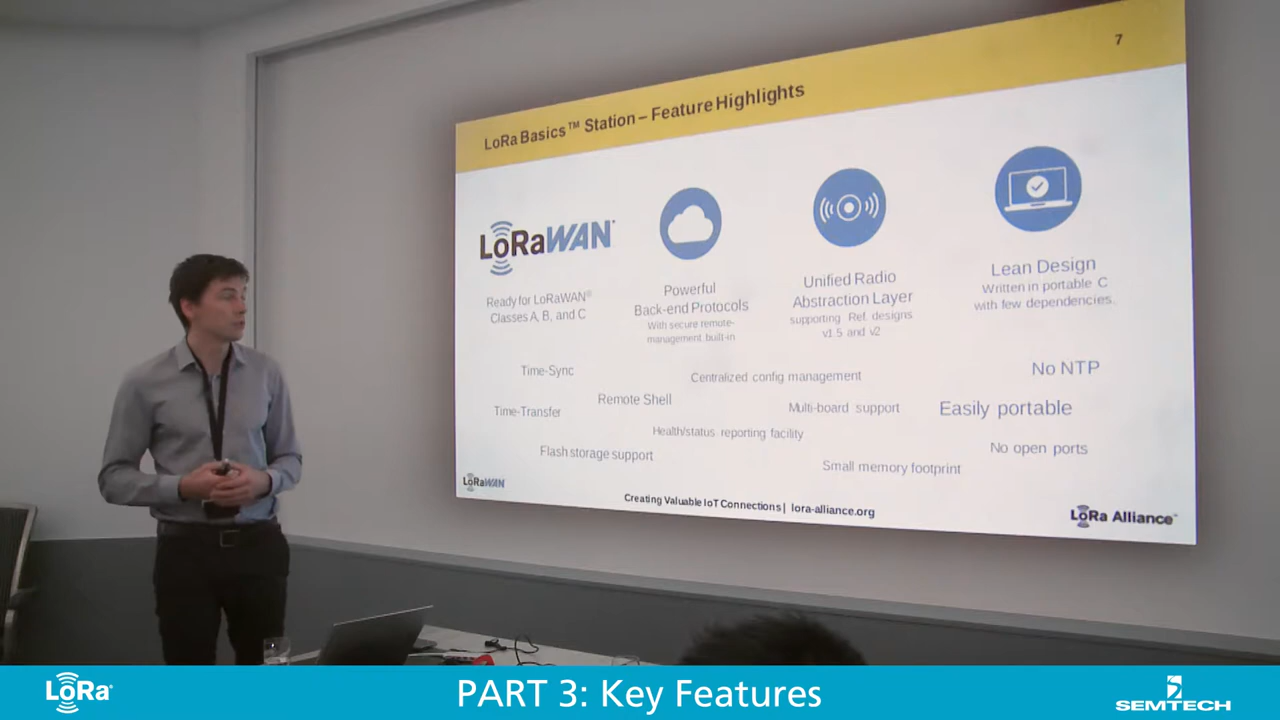 7
LoRa Basics™ Station – Feature Highlights
LoRaWAN®
Ready for LoRaWAN®
Classes A, B, and C
Powerful
Back-end Protocols
With secure remote-
management built-in
Unified Radio
Abstraction Layer
supporting Ref. designs
v1.5 and v2
Lean Design
Written in portable C
with few dependencies.
Time-Sync
Centralized config management
No NTP
Remote Shell
Time-Transfer
Multi-board support
Easily portable
Health/status reporting facility
Flash storage support
No open ports
Small memory footprint
LoRaWAN
Creating Valuable IoT Connections | lora-alliance.org
LoRa Alliance™
LoRa®
PART 3: Key Features
SEMTECH